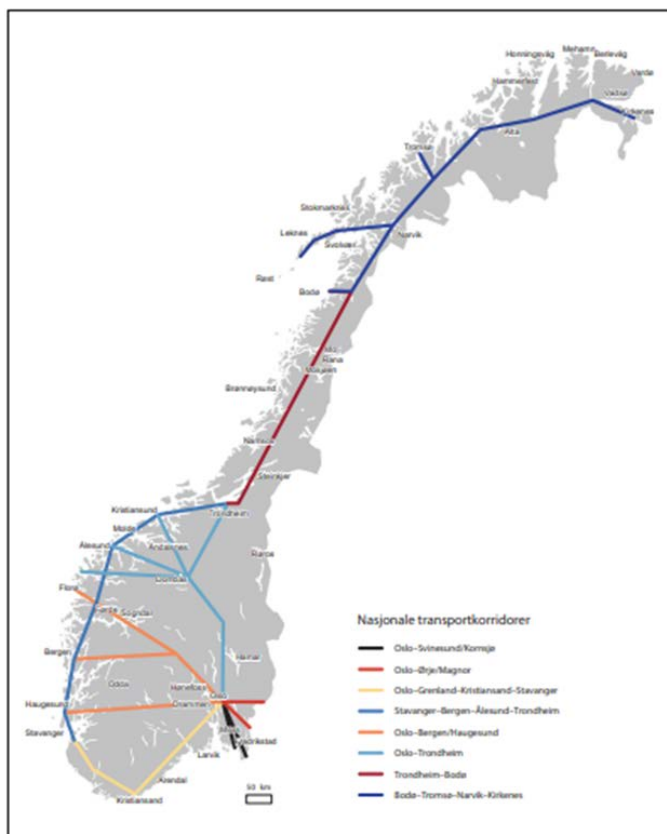 Mehamn
Honningsvåg
Berlevåg
Vardø
Hammerfest
Vadsø
Kirkenes
Alta
Tromsø
Stokmarknes
Leknes
Svolvær
Narvik
Røst
Bodø
Mo i
Rana
Mosjøen
Brønnøysund
Namsos
Steinkjer
Kristiansund
Trondheim
Molde
Ålesund
Åndalsnes
Røros
Dombås
Florø
Førde
Sogndal
Bergen
Hamar
Odda
Hønefoss
Oslo
Haugesund
Drammen
Stavanger
Fredrikstad
Larvik
Arendal
Kristiansand
50 km
Nasjonale transportkorridorer
Oslo–Svinesund/Kornsjø
Oslo–Ørje/Magnor
Oslo–Grenland–Kristiansand–Stavanger
Stavanger–Bergen–Ålesund–Trondheim
Oslo–Bergen/Haugesund
Oslo–Trondheim
Trondheim–Bodø
Bodø–Tromsø–Narvik–Kirkenes